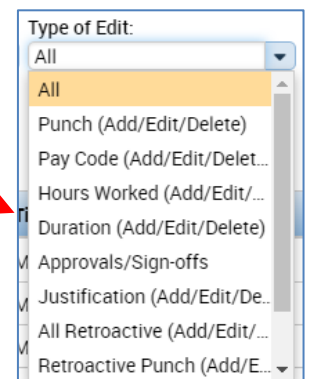 Type of Edit:
All
All
Punch (Add/Edit/Delete)
Pay Code (Add/Edit/Delet...
Hours Worked (Add/Edit/...
Duration (Add/Edit/Delete)
Approvals/Sign-offs
Justification (Add/Edit/De..
All Retroactive (Add/Edit/...
Retroactive Punch (Add/E...